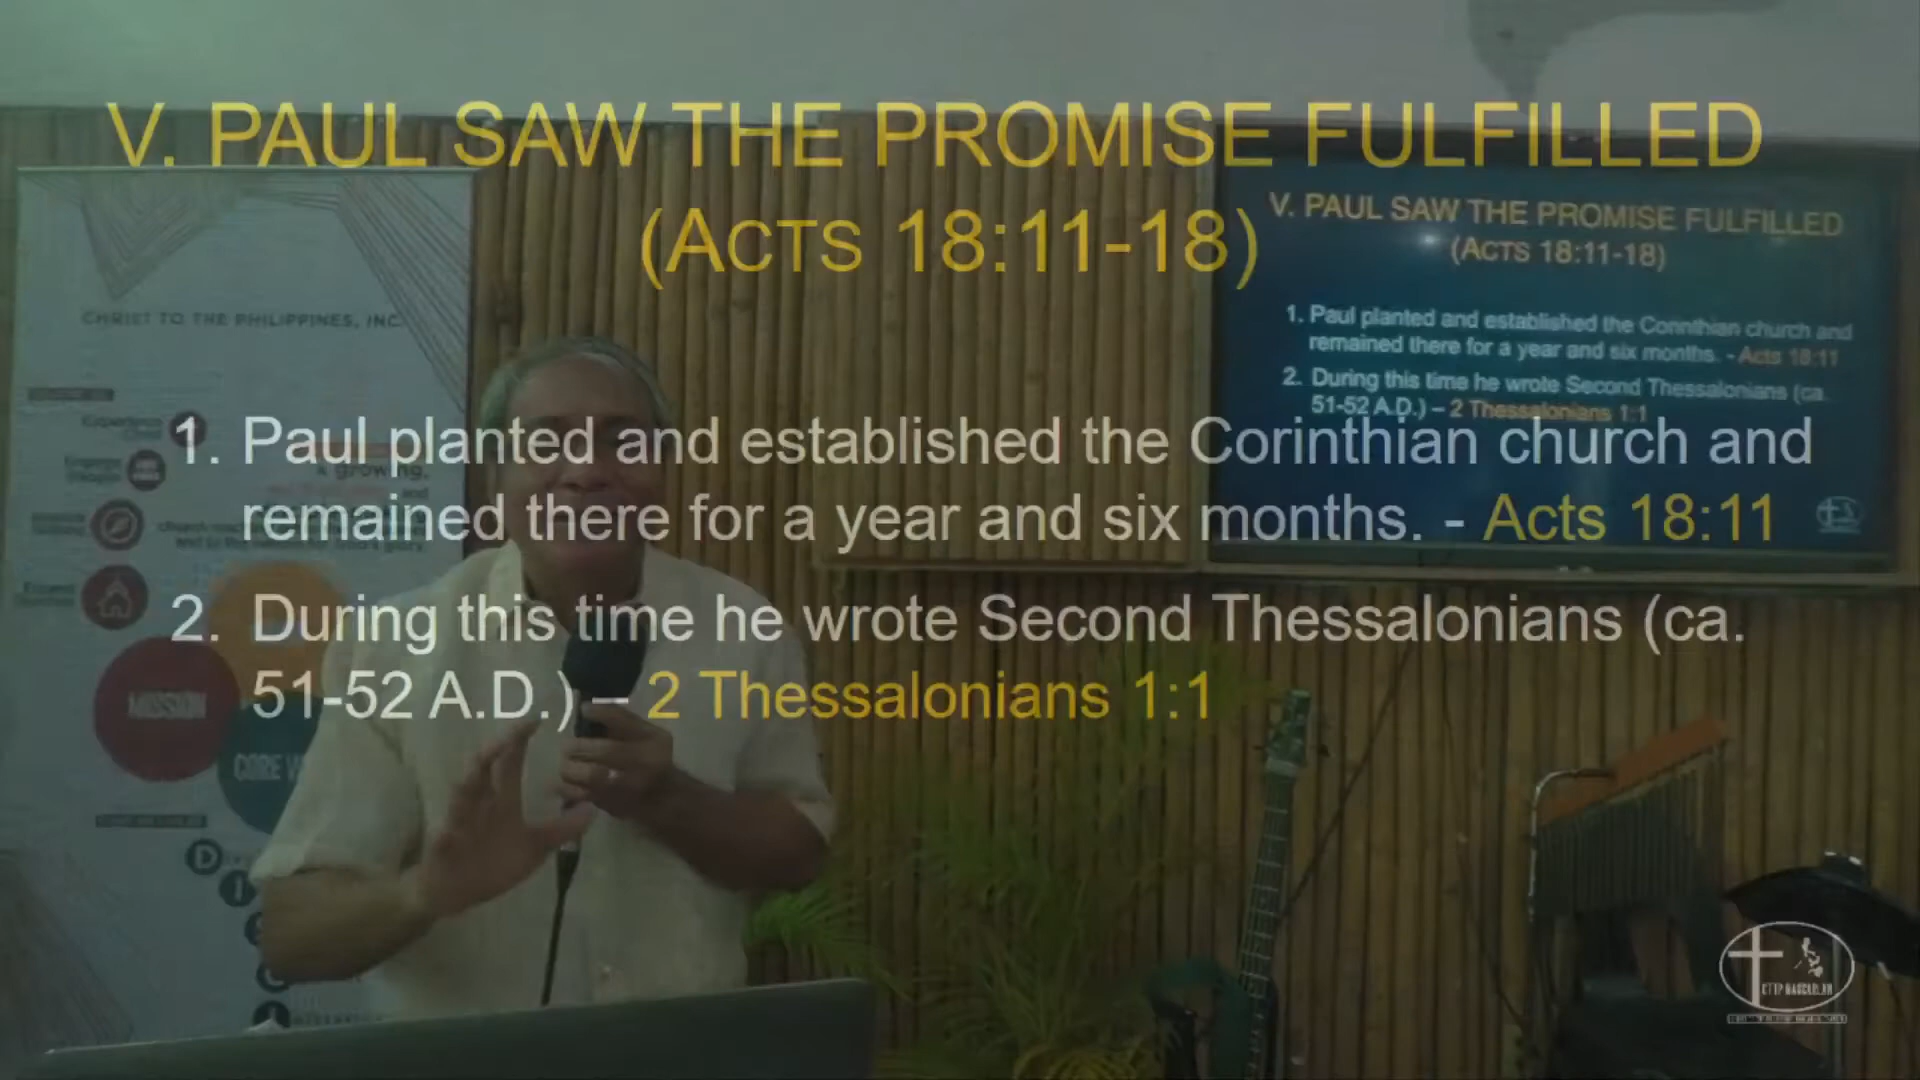 V. PAUL SAW THE PROMISE FULFILLED
(ACTS 18:11-18)
1. Paul planted and established the Corinthian church and
remained there for a year and six months. - Acts 18:11
2. During this time he wrote Second Thessalonians (ca.
51-52 A.D.) – 2 Thessalonians 1:1
V. PAUL SAW THE PROMISE FULFILLED
(ACTS 18:11-18)
1. Paul planted and established the Corinthian church and
remained there for a year and six months. - Acts 18:11
2. During this time he wrote Second Thessalonians (ca.
51-52 A.D.) – 2 Thessalonians 1:1
CHRIST TO THE PHILIPPINES, INC.
a growing,
and
MISSION
CORE
D
I